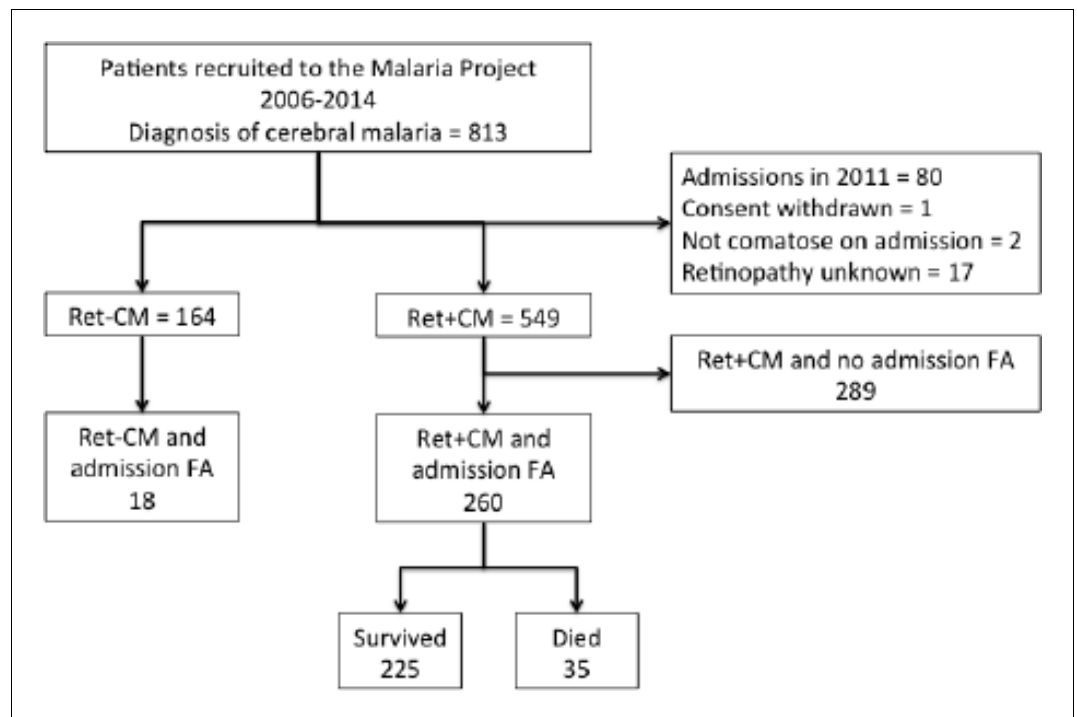 Patients recruited to the Malaria Project
2006-2014
Diagnosis of cerebral malaria = 813
Admissions in 2011 = 80
Consent withdrawn = 1
Not comatose on admission = 2
Retinopathy unknown = 17
Ret-CM = 164
Ret+CM = 549
Ret+CM and no admission FA
289
Ret-CM and
admission FA
18
Ret+CM and
admission FA
260
Survived
225
Died
35